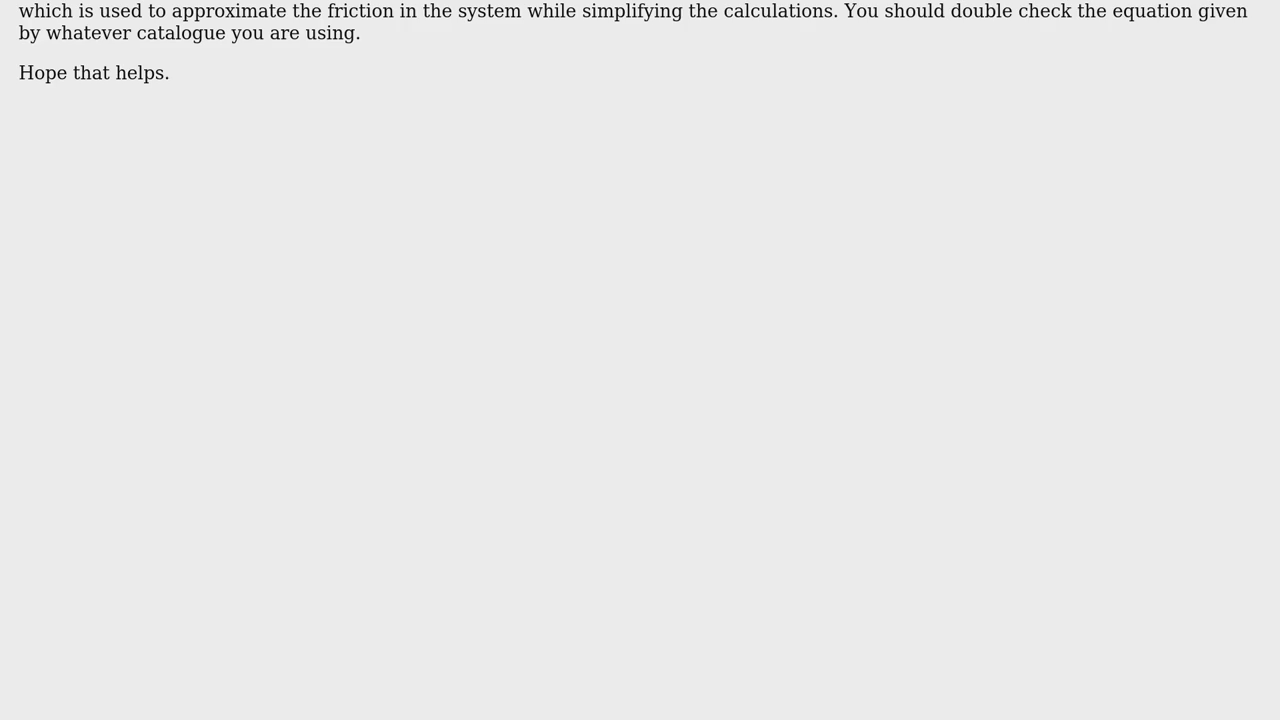 which is used to approximate the friction in the system while simplifying the calculations. You should double check the equation given
by whatever catalogue you are using.
Hope that helps.